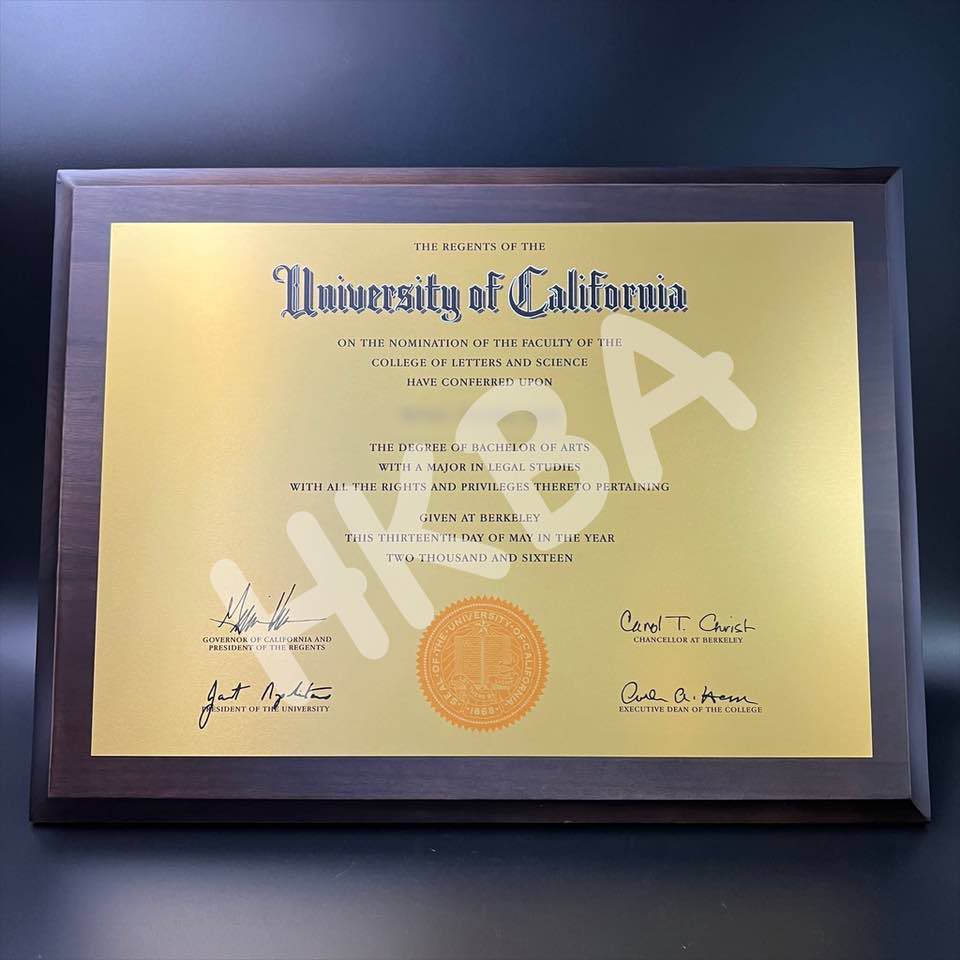 THE REGENTS OF THE
University of California
ON THE NOMINATION OF THE FACULTY OF THE
COLLEGE OF LETTERS AND SCIENCE
HAVE CONFERRED UPON
THE DEGREE OF BACHELOR OF ARTS
WITH A MAJOR IN LEGAL STUDIES
WITH ALL THE RIGHTS AND PRIVILEGES THERETO PERTAINING
GIVEN AT BERKELEY
THIS THIRTEENTH DAY OF MAY IN THE YEAR
TWO THOUSAND AND SIXTEEN
HKBA
GOVERNOR OF CALIFORNIA AND
PRESIDENT OF THE REGENTS
Carol T. Christ
CHANCELLOR AT BERKELEY
PRESIDENT OF THE UNIVERSITY
EXECUTIVE DEAN OF THE COLLEGE
SEAL OF THE UNIVERSITY OF CALIFORNIA
1868